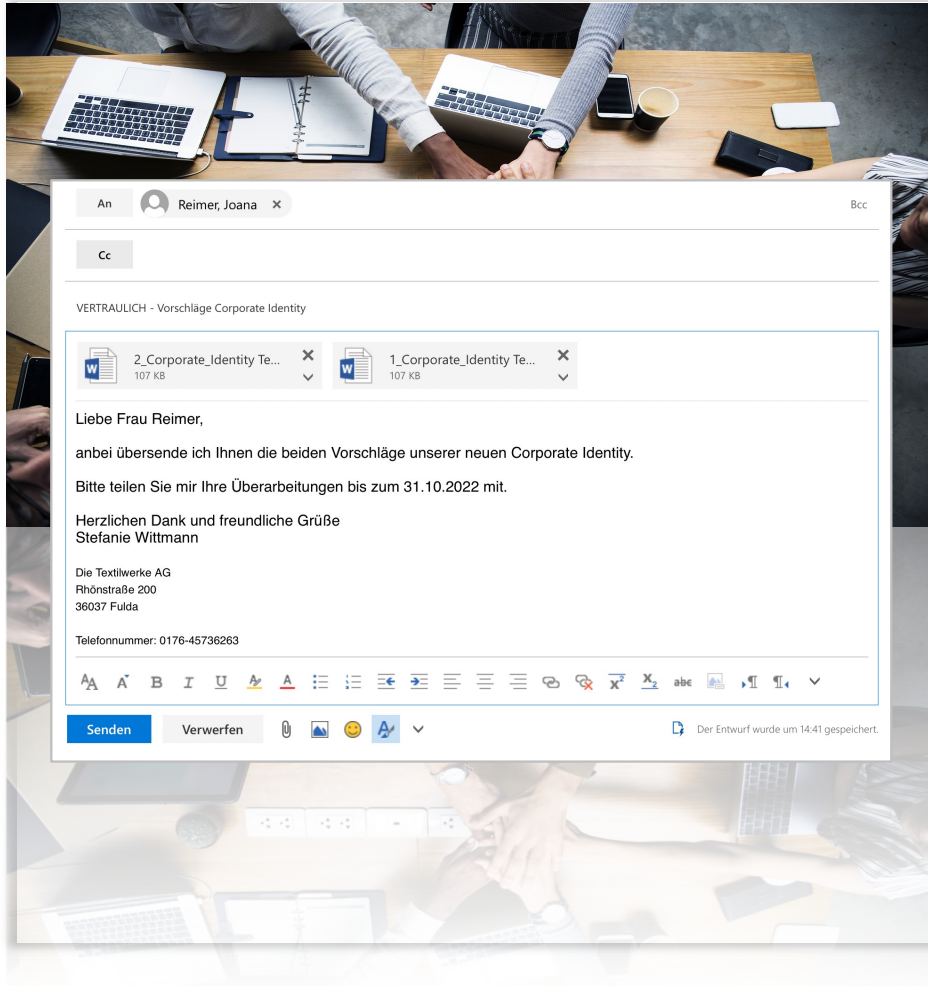 An Reimer, Joana × Bcc
Cc
VERTRAULICH - Vorschläge Corporate Identity
2_Corporate_Identity Te...
107 KB
1_Corporate_Identity Te...
107 KB
Liebe Frau Reimer,
anbei übersende ich Ihnen die beiden Vorschläge unserer neuen Corporate Identity.
Bitte teilen Sie mir Ihre Überarbeitungen bis zum 31.10.2022 mit.
Herzlichen Dank und freundliche Grüße
Stefanie Wittmann
Die Textilwerke AG
Rhönstraße 200
36037 Fulda
Telefonnummer: 0176-45736263
Senden Verwerfen Der Entwurf wurde um 14:41 gespeichert.